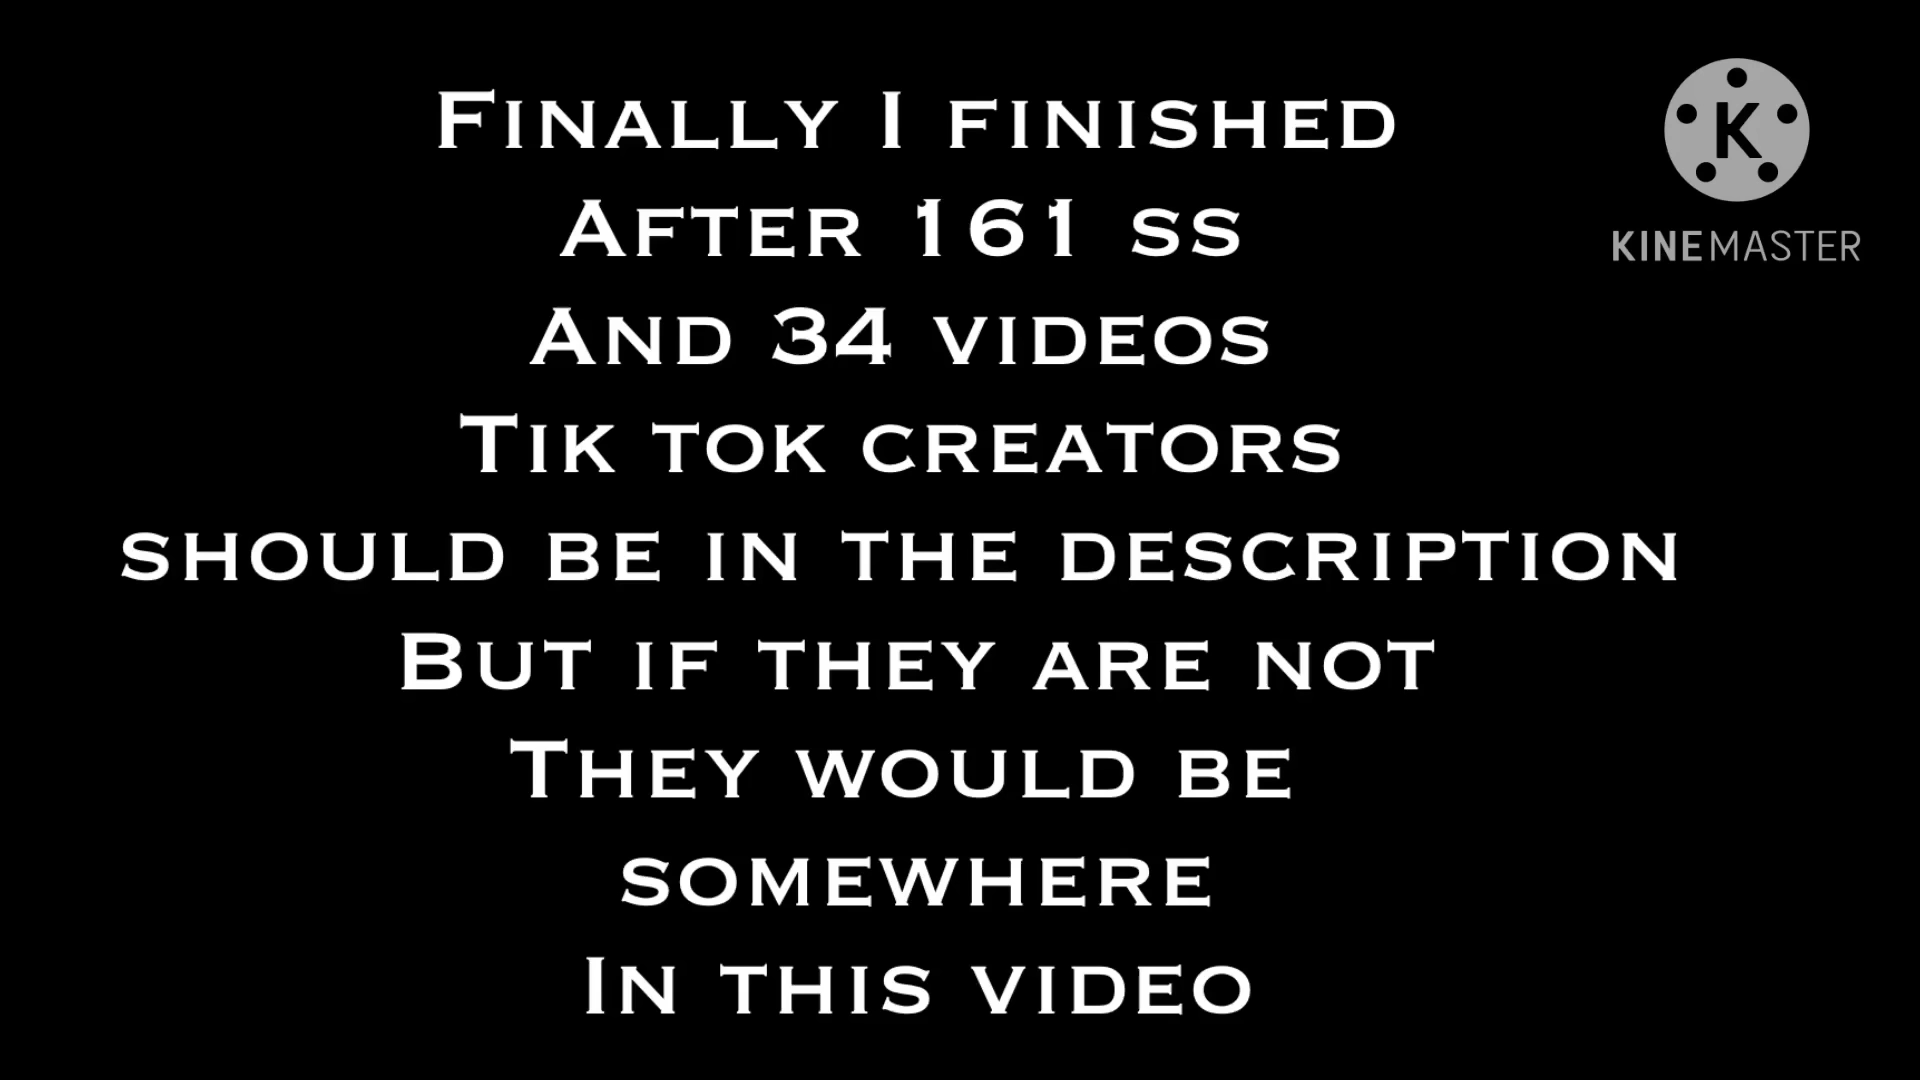 Finally I finished
After 161 ss
And 34 videos
Tik tok creators
should be in the description
But if they are not
They would be
somewhere
In this video
K
KINEMASTER